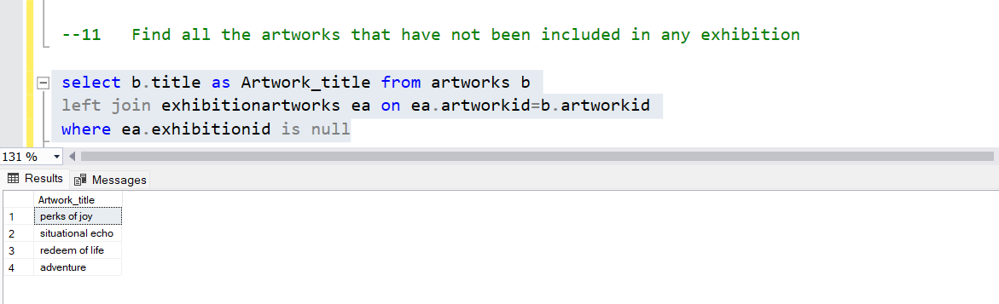 --11 Find all the artworks that have not been included in any exhibition
select b.title as Artwork_title from artworks b
left join exhibitionartworks ea on ea.artworkid=b.artworkid
where ea.exhibitionid is null
131 %
Results Messages
Artwork_title
1 perks of joy
2 situational echo
3 redeem of life
4 adventure